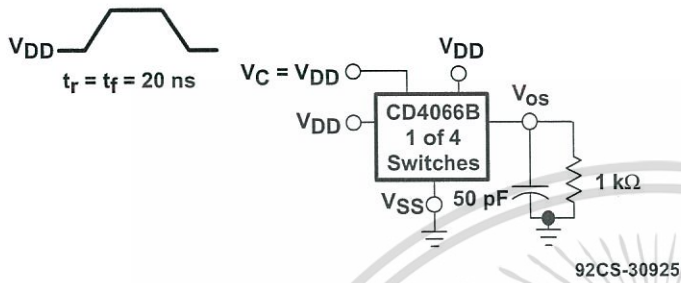 VDD
tr = tf = 20 ns
VC = VDD
VDD
VDD
CD4066B
1 of 4
Switches
Vos
VSS
50 pF
1 kΩ
92CS-30925